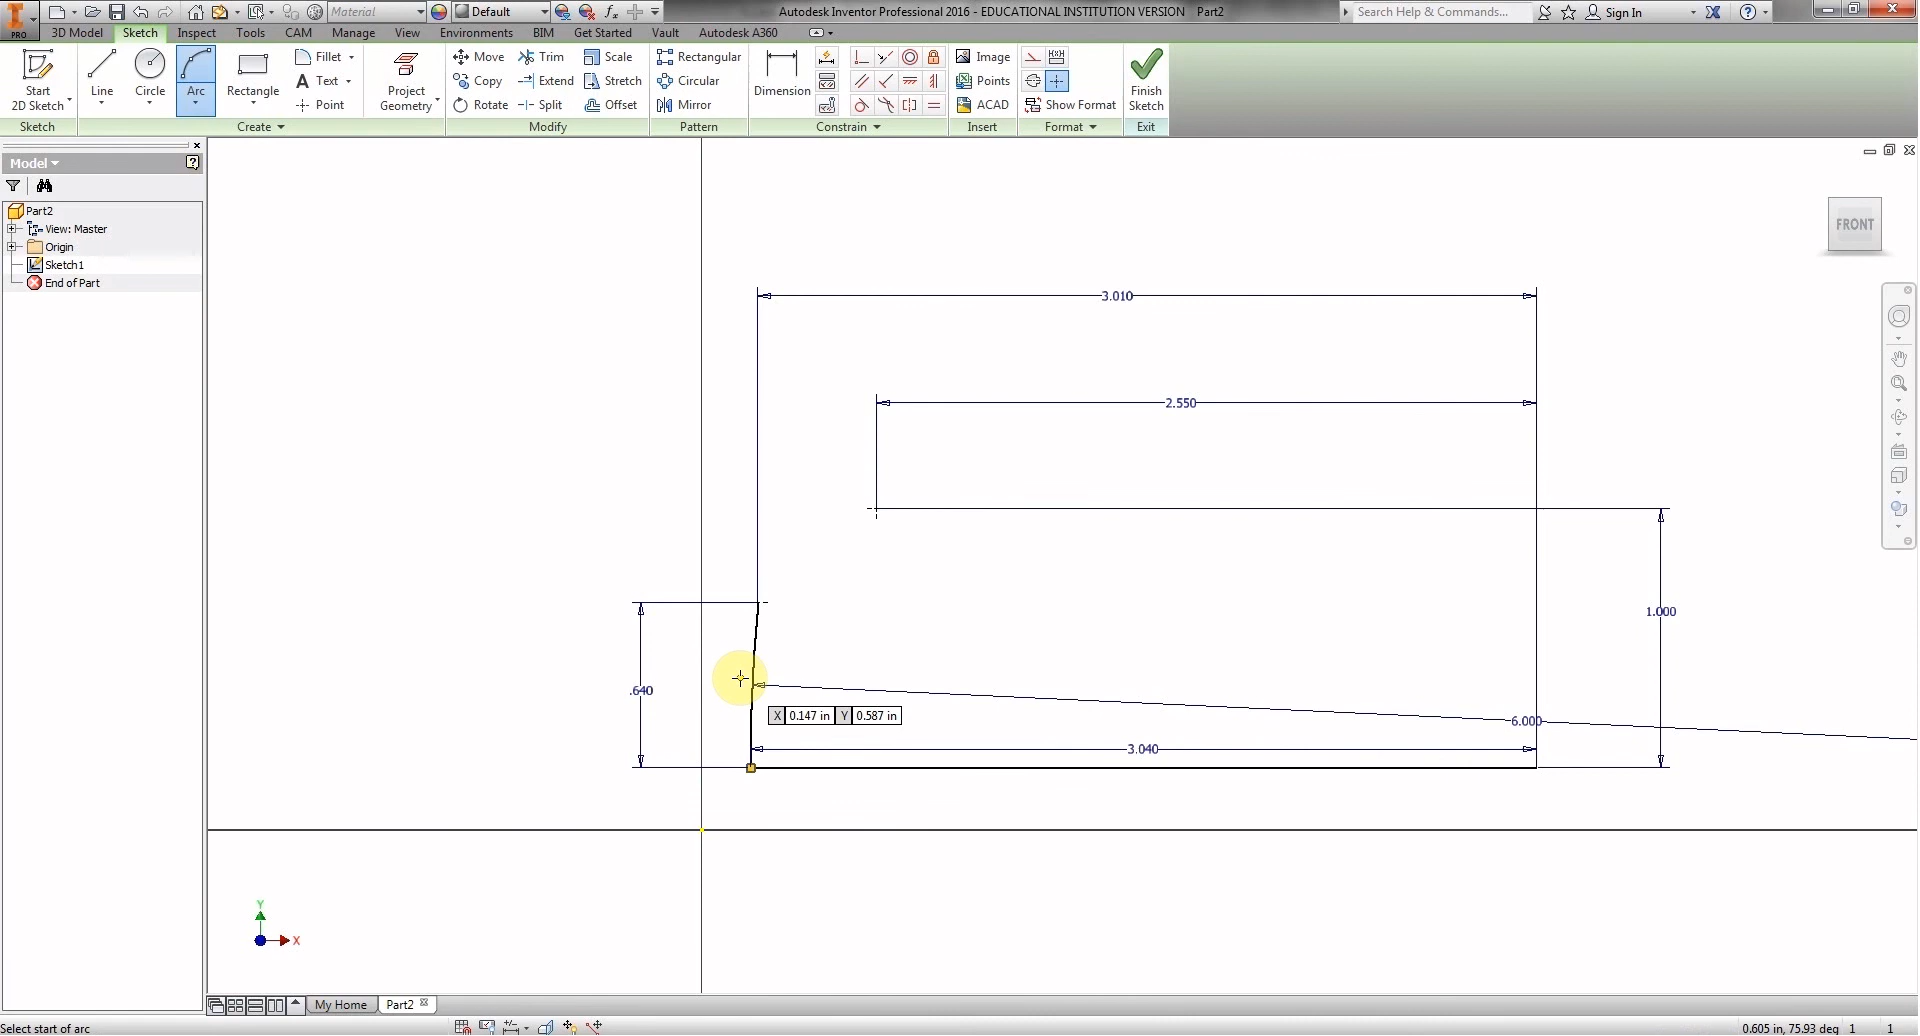 Material
Default
Autodesk Inventor Professional 2016 - EDUCATIONAL INSTITUTION VERSION Part2
Search Help & Commands...
Sign In
PRO
3D Model Sketch Inspect Tools CAM Manage View Environments BIM Get Started Vault Autodesk A360
Start
2D Sketch
Line
Circle
Arc
Rectangle
Fillet
Text
Point
Project
Geometry
Move
Copy
Rotate
Trim
Extend
Split
Scale
Stretch
Offset
Rectangular
Circular
Mirror
Dimension
Image
Points
ACAD
Show Format
Finish
Sketch
Sketch Create Modify Pattern Constrain Insert Format Exit
Model
Part2
View: Master
Origin
Sketch1
End of Part
FRONT
3.010
2.550
1.000
.640
X 0.147 in Y 0.587 in
6.000
3.040
Y
X
My Home Part2
Select start of arc
0.605 in, 75.93 deg 1 1